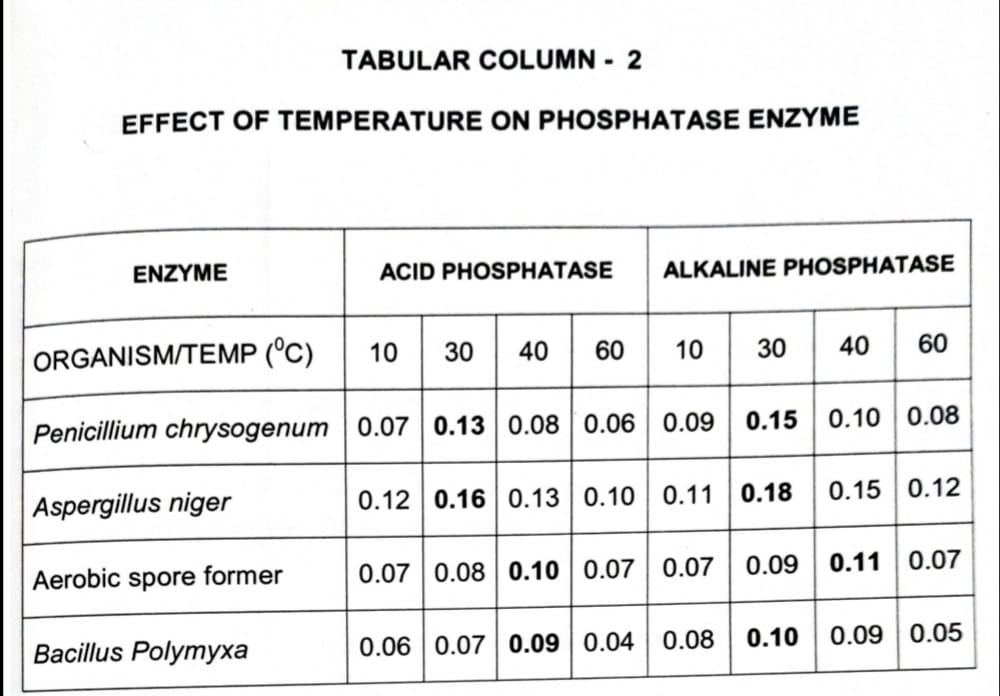 TABULAR COLUMN - 2
EFFECT OF TEMPERATURE ON PHOSPHATASE ENZYME
ENZYME ACID PHOSPHATASE ALKALINE PHOSPHATASE
ORGANISM/TEMP (⁰C) 10 30 40 60 10 30 40 60
Penicillium chrysogenum 0.07 0.13 0.08 0.06 0.09 0.15 0.10 0.08
Aspergillus niger 0.12 0.16 0.13 0.10 0.11 0.18 0.15 0.12
Aerobic spore former 0.07 0.08 0.10 0.07 0.07 0.09 0.11 0.07
Bacillus Polymyxa 0.06 0.07 0.09 0.04 0.08 0.10 0.09 0.05